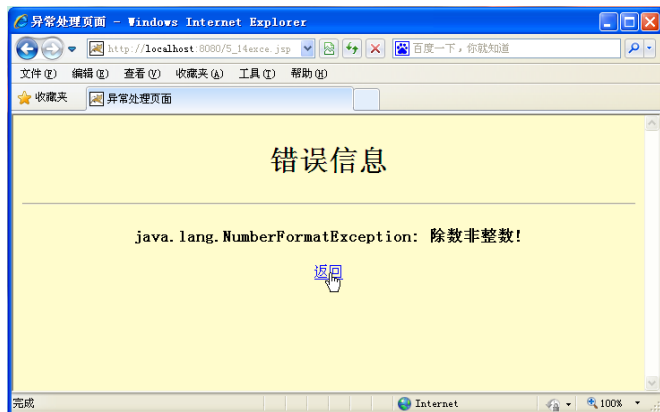 异常处理页面 - Windows Internet Explorer
http://localhost:8080/5_14exce.jsp 百度一下，你就知道
文件(F) 编辑(E) 查看(V) 收藏夹(A) 工具(T) 帮助(H)
收藏夹 异常处理页面
错误信息
java.lang.NumberFormatException: 除数非整数!
返回
完成 Internet 100%